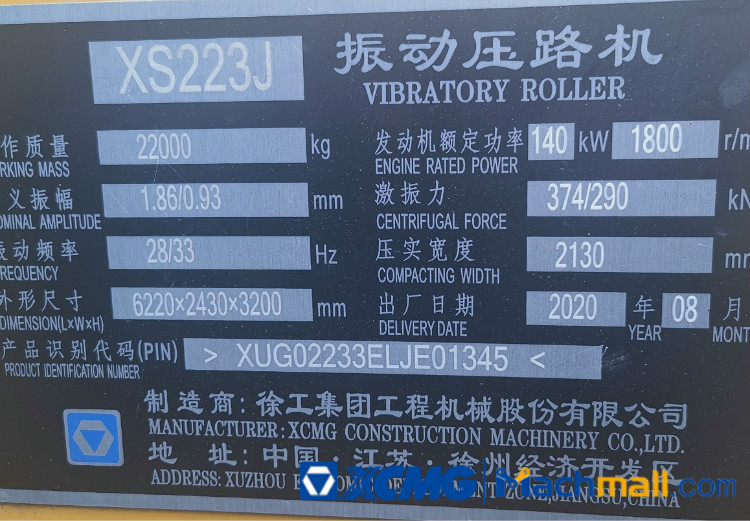 XS223J 振动压路机
VIBRATORY ROLLER
作质量 22000 kg 发动机额定功率 140 kW 1800 r/m
RKING MASS ENGINE RATED POWER
义振幅 1.86/0.93 mm 激振力 374/290 kN
OMINAL AMPLITUDE CENTRIFUGAL FORCE
振动频率 28/33 Hz 压实宽度 2130 mm
REQUENCY COMPACTING WIDTH
外形尺寸 6220×2430×3200 mm 出厂日期 2020 年 08 月
DIMENSION(L×W×H) DELIVERY DATE YEAR MONT
产品识别代码(PIN) > XUG02233ELJE01345 <
PRODUCT IDENTIFICATION NUMBER
制造商：徐工集团工程机械股份有限公司
MANUFACTURER: XCMG CONSTRUCTION MACHINERY CO.,LTD.
地 址：中国·江苏·徐州经济开发区
ADDRESS: XUZHOU ZONE,JIANGSU,CHINA
XCMG Machmall.com